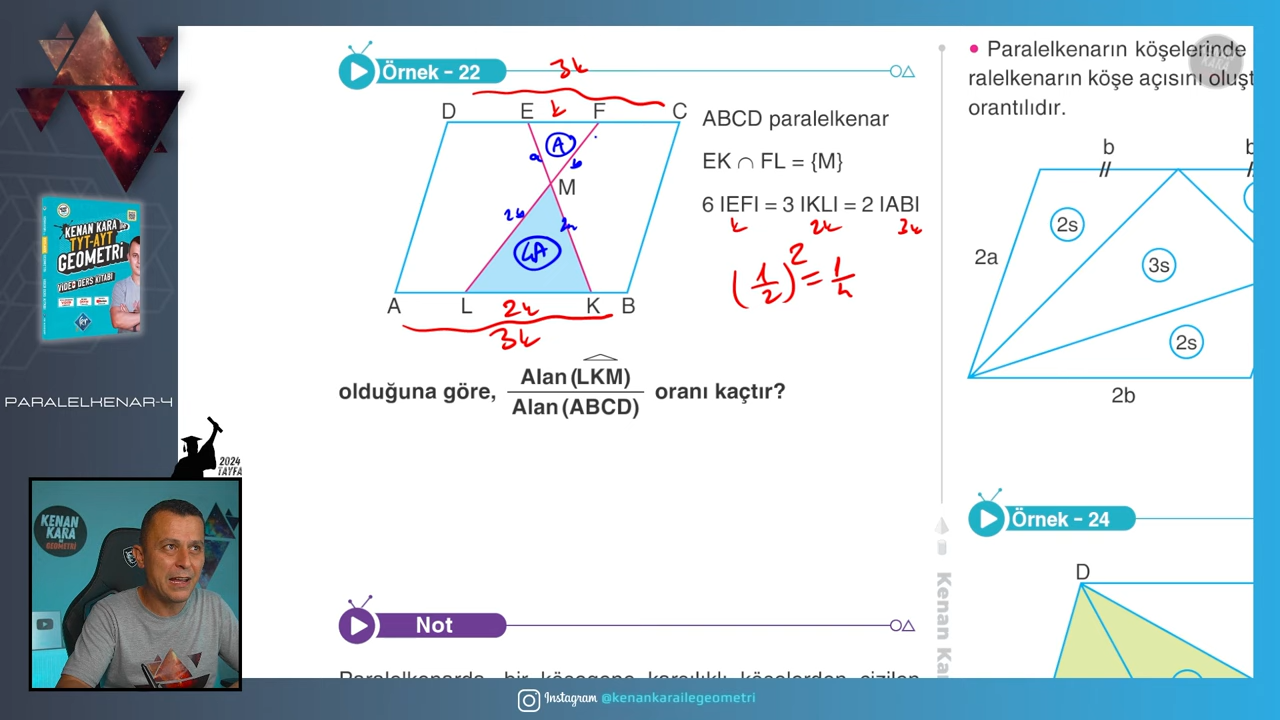 Örnek - 22
3k
k
D E F C
A
a b
M
2b 2a
4A
A L K B
2k
3k
ABCD paralelkenar
EK ∩ FL = {M}
6 |EF| = 3 |KL| = 2 |AB|
k 2k 3k
(1/2)² = 1/4
olduğuna göre, Alan (LKM) / Alan (ABCD) oranı kaçtır?
Not
• Paralelkenarın köşelerinde
ralelkenarın köşe açısını oluşt
orantılıdır.
b b
2s
2a
3s
2s
2b
Örnek - 24
D
Kenan Ka
KENAN KARA
TYT-AYT
GEOMETRİ
VİDEO DERS KİTABI
PARALELKENAR-4
2024
TAYFA
KENAN
KARA
GEOMETRİ
Instagram @kenankarailegeometri